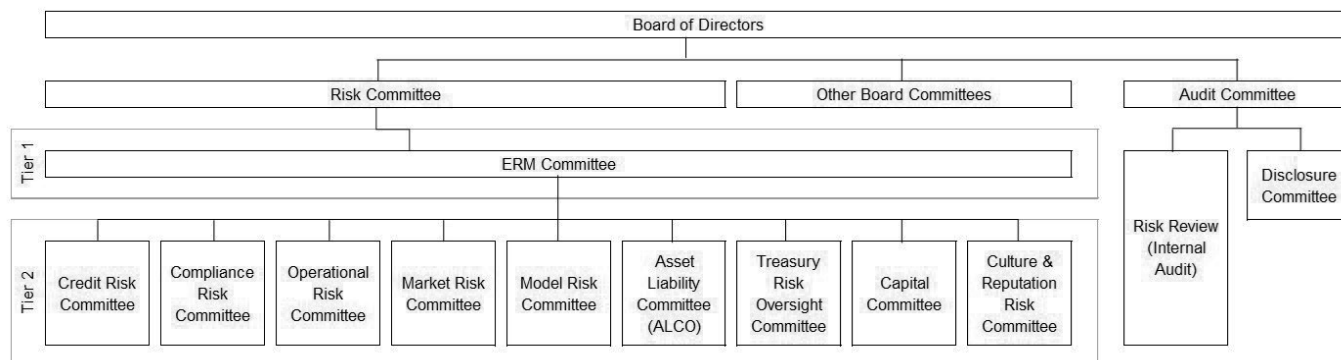 Board of Directors
Risk Committee
Other Board Committees
Audit Committee
Tier 1
ERM Committee
Disclosure
Committee
Risk Review
(Internal
Audit)
Tier 2
Credit Risk
Committee
Compliance
Risk
Committee
Operational
Risk
Committee
Market Risk
Committee
Model Risk
Committee
Asset
Liability
Committee
(ALCO)
Treasury
Risk
Oversight
Committee
Capital
Committee
Culture &
Reputation
Risk
Committee